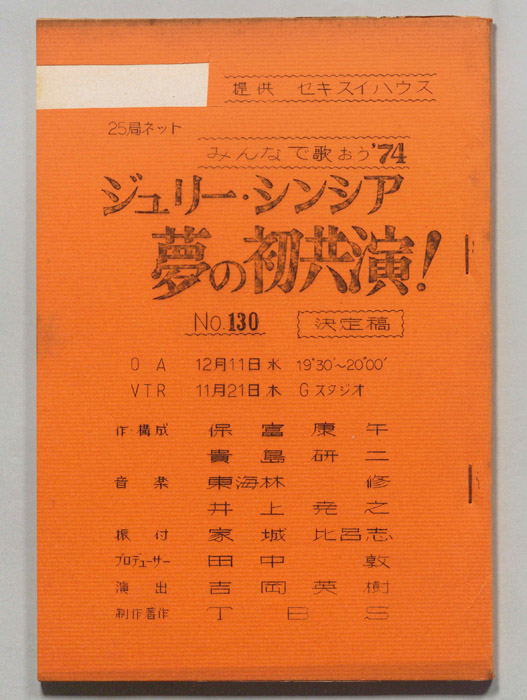 提供 セキスイハウス
25局ネット
みんなで歌おう'74
ジュリー・シンシア
夢の初共演!
No.130 決定稿
OA 12月11日水 19°30'~20°00'
VTR 11月21日木 Gスタジオ
作・構成 保富康午
貴島研二
音楽 東海林修
井上尭之
振付 家城比呂志
プロデューサー 田中敦
演出 吉岡英樹
制作著作 TBS